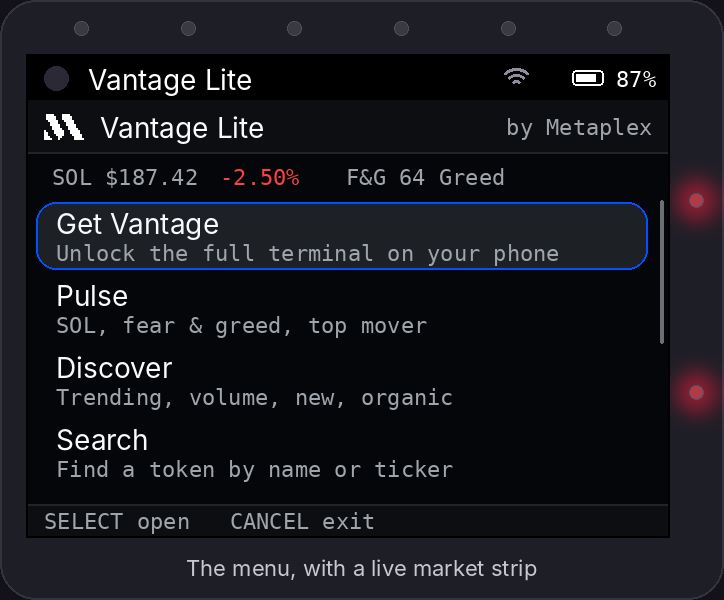 Vantage Lite 87%
Vantage Lite by Metaplex
SOL $187.42 -2.50% F&G 64 Greed
Get Vantage
Unlock the full terminal on your phone
Pulse
SOL, fear & greed, top mover
Discover
Trending, volume, new, organic
Search
Find a token by name or ticker
SELECT open CANCEL exit
The menu, with a live market strip